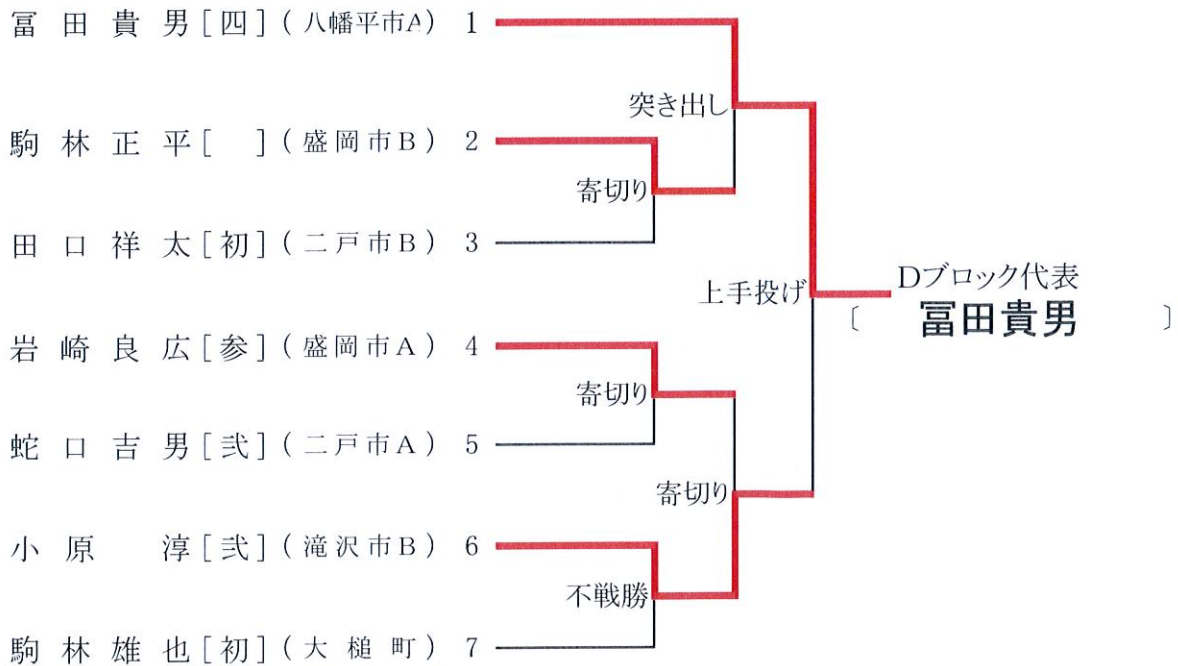 冨田貴男[四](八幡平市A) 1
突き出し
駒林正平[ ](盛岡市B) 2
寄切り
田口祥太[初](二戸市B) 3
上手投げ
Dブロック代表
〔 冨田貴男 〕
岩崎良広[参](盛岡市A) 4
寄切り
蛇口吉男[弐](二戸市A) 5
寄切り
小原 淳[弐](滝沢市B) 6
不戦勝
駒林雄也[初](大槌町) 7